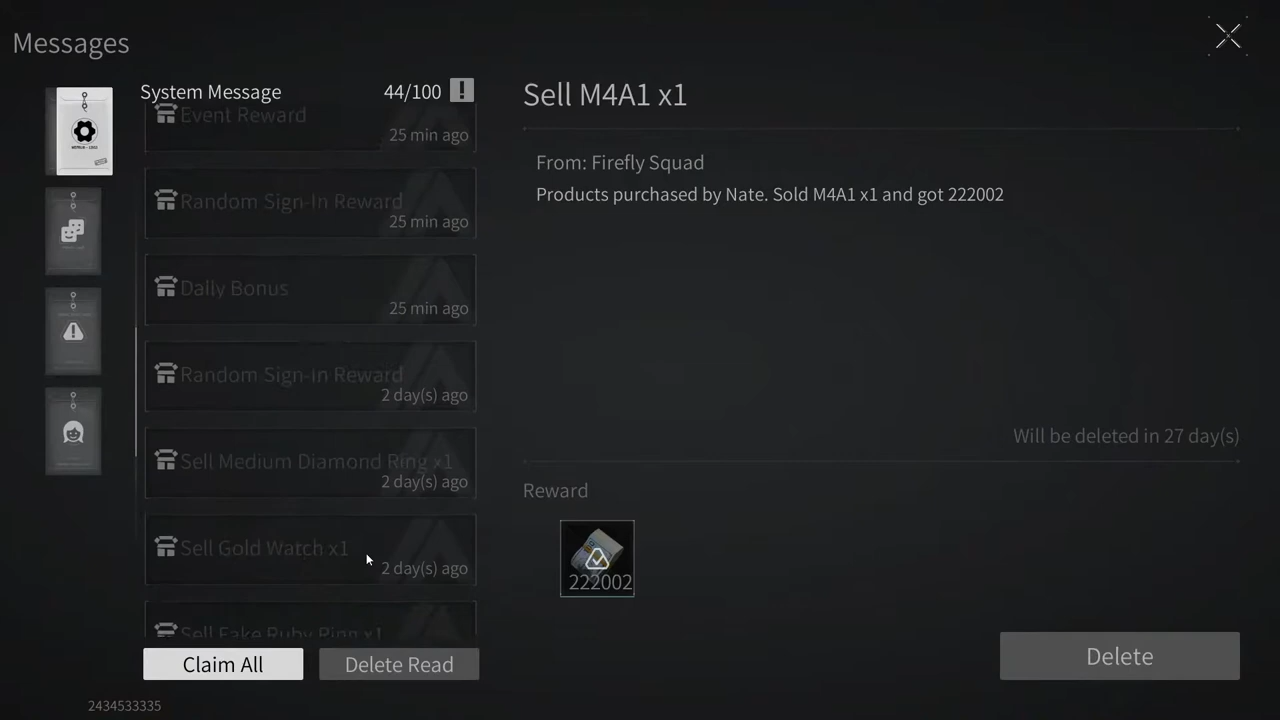 Messages
System Message 44/100
Event Reward
25 min ago
Random Sign-In Reward
25 min ago
Daily Bonus
25 min ago
Random Sign-In Reward
2 day(s) ago
Sell Medium Diamond Ring x1
2 day(s) ago
Sell Gold Watch x1
2 day(s) ago
Sell Fake Ruby Ring x1
Claim All
Delete Read
2434533335
Sell M4A1 x1
From: Firefly Squad
Products purchased by Nate. Sold M4A1 x1 and got 222002
Will be deleted in 27 day(s)
Reward
222002
Delete